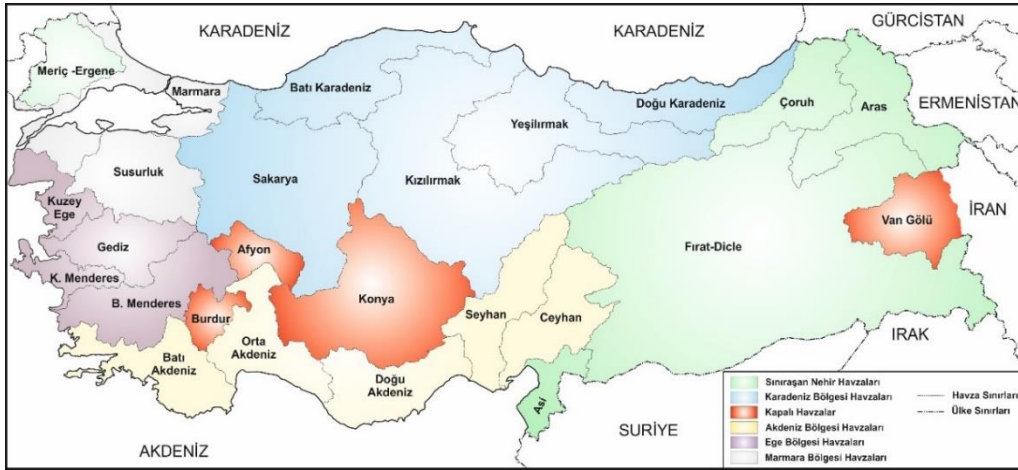 KARADENİZ
KARADENİZ
GÜRCİSTAN
Meriç -Ergene
Marmara
Batı Karadeniz
Doğu Karadeniz
Çoruh
Aras
ERMENİSTAN
Yeşilırmak
Susurluk
Sakarya
Kızılırmak
Kuzey
Ege
Van Gölü
İRAN
Gediz
Afyon
Fırat-Dicle
K. Menderes
B. Menderes
Burdur
Konya
Seyhan
Ceyhan
Orta
Akdeniz
Batı
Akdeniz
Doğu
Akdeniz
IRAK
Asi
SURİYE
AKDENİZ
Sınıraşan Nehir Havzaları
Karadeniz Bölgesi Havzaları
Kapalı Havzalar
Akdeniz Bölgesi Havzaları
Ege Bölgesi Havzaları
Marmara Bölgesi Havzaları
Havza Sınırları
Ülke Sınırları